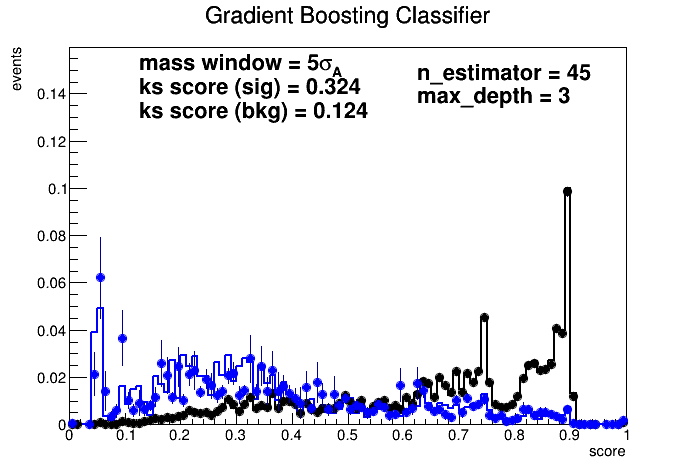 Gradient Boosting Classifier
events
mass window = 5σA
ks score (sig) = 0.324
ks score (bkg) = 0.124
n_estimator = 45
max_depth = 3
0.14
0.12
0.1
0.08
0.06
0.04
0.02
0
0 0.1 0.2 0.3 0.4 0.5 0.6 0.7 0.8 0.9 1
score